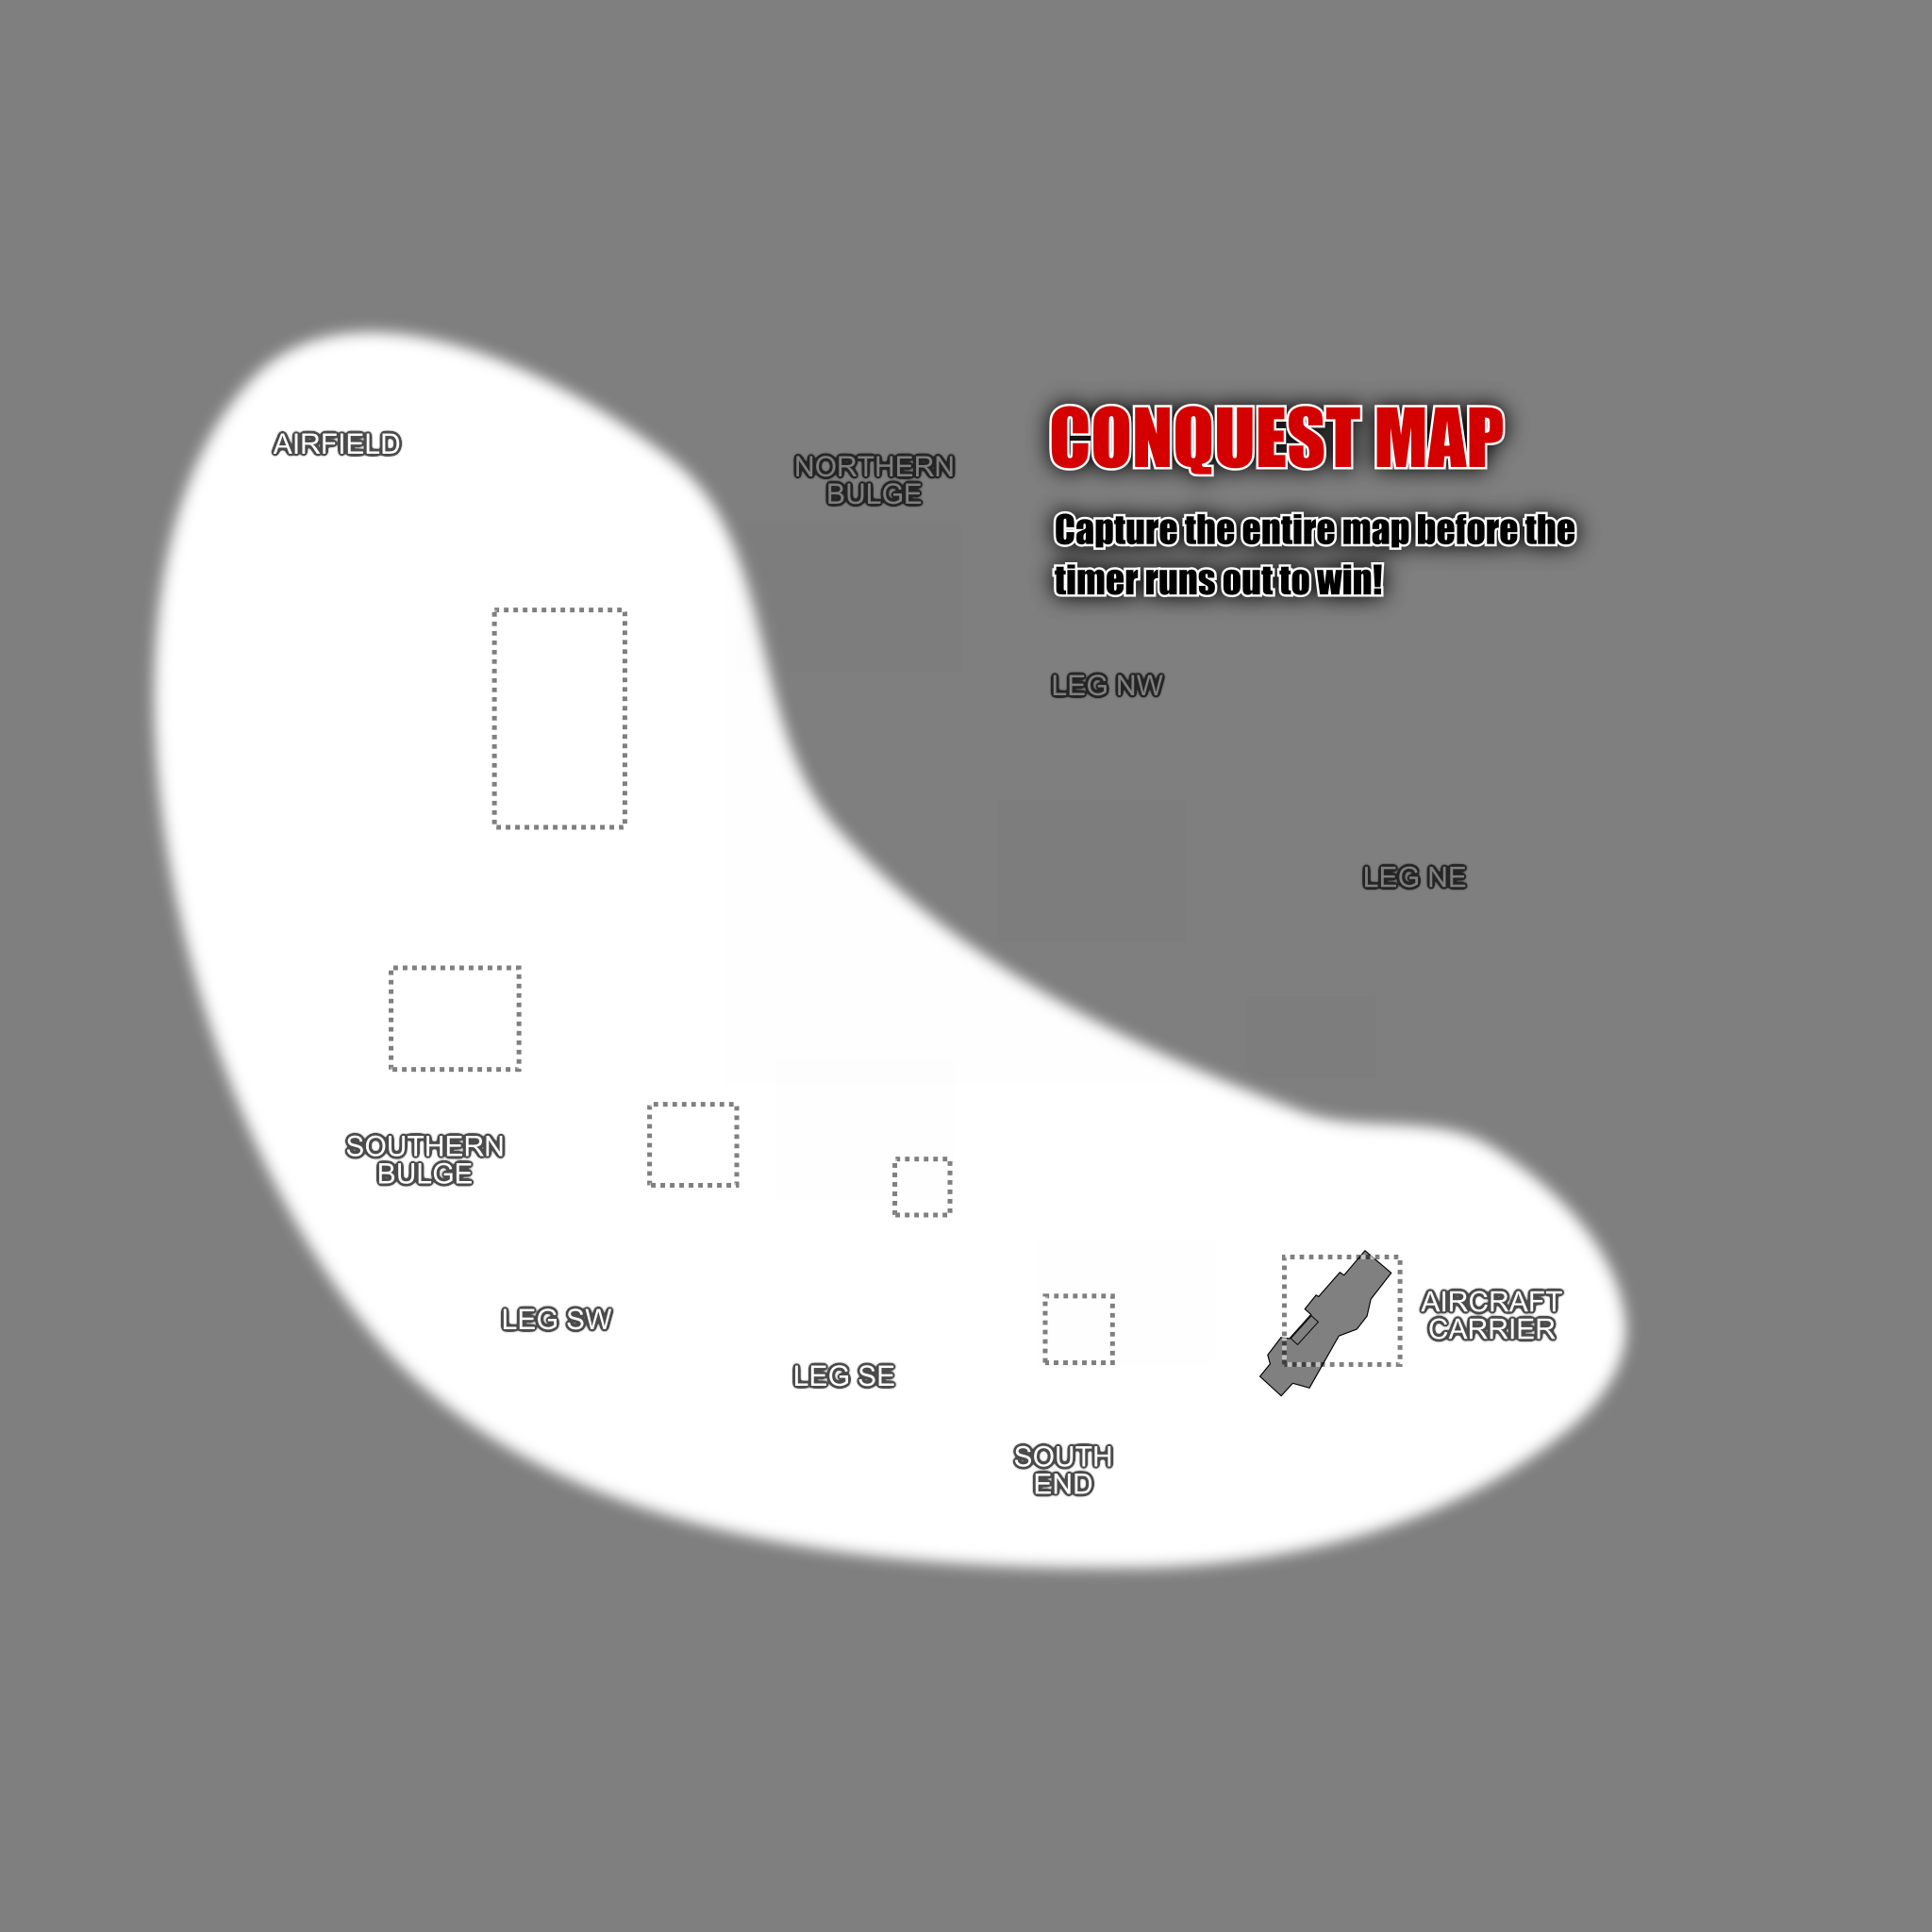 AIRFIELD
NORTHERN
BULGE
CONQUEST MAP
Capture the entire map before the
timer runs out to win!
LEG NW
LEG NE
SOUTHERN
BULGE
LEG SW
LEG SE
AIRCRAFT
CARRIER
SOUTH
END